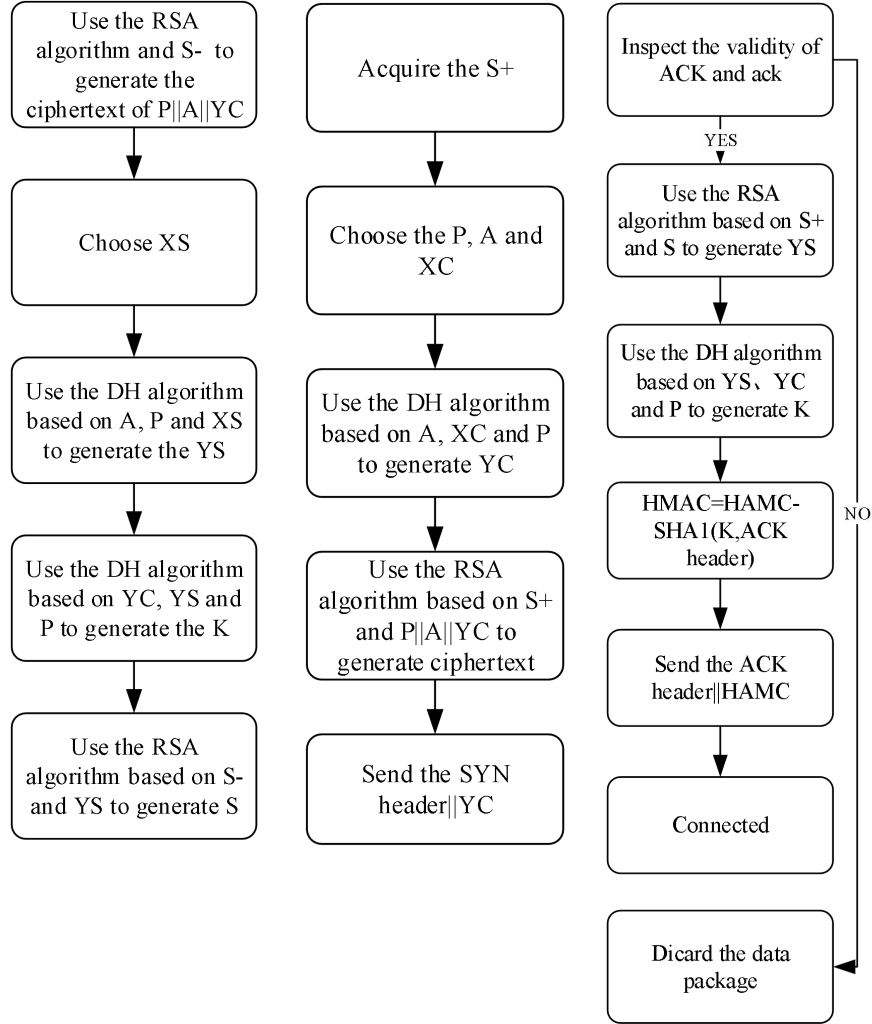 Use the RSA
algorithm and S- to
generate the
ciphertext of P||A||YC
Choose XS
Use the DH algorithm
based on A, P and XS
to generate the YS
Use the DH algorithm
based on YC, YS and
P to generate the K
Use the RSA
algorithm based on S-
and YS to generate S
Acquire the S+
Choose the P, A and
XC
Use the DH algorithm
based on A, XC and P
to generate YC
Use the RSA
algorithm based on S+
and P||A||YC to
generate ciphertext
Send the SYN
header||YC
Inspect the validity of
ACK and ack
YES
Use the RSA
algorithm based on S+
and S to generate YS
Use the DH algorithm
based on YS、YC
and P to generate K
HMAC=HAMC-
SHA1(K,ACK
header)
Send the ACK
header||HAMC
Connected
NO
Dicard the data
package